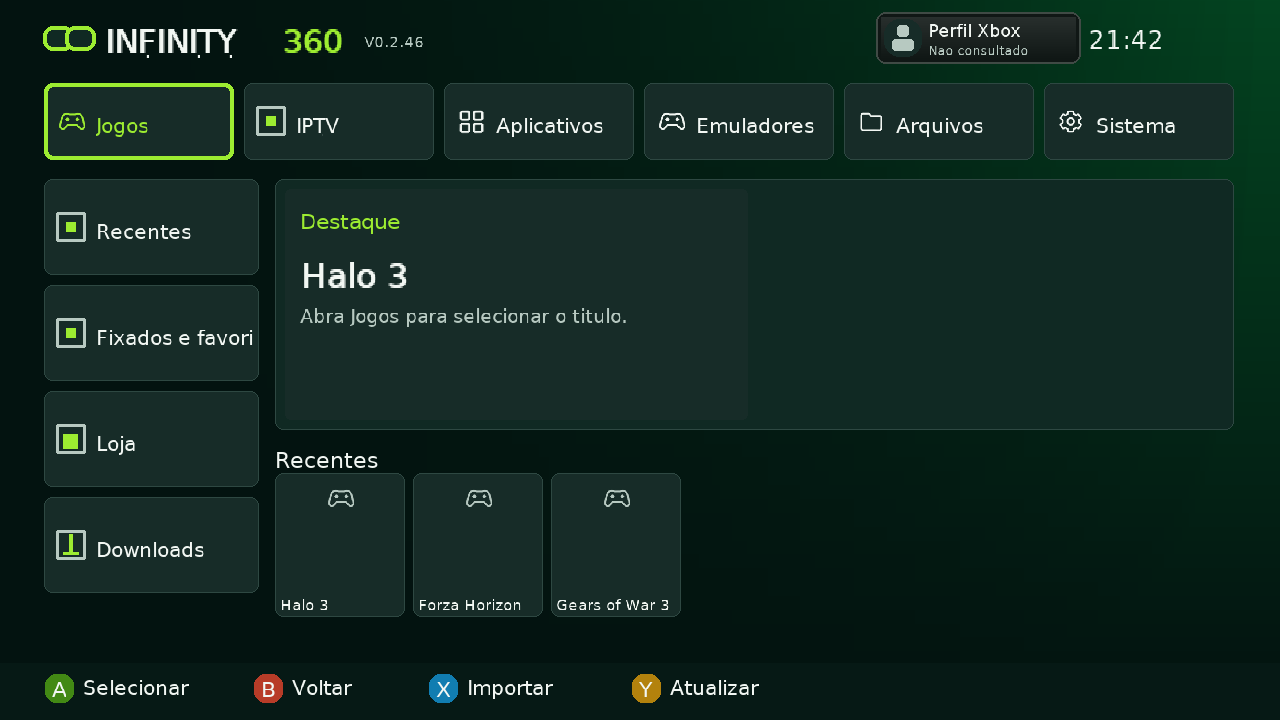 INFINITY 360 V0.2.46
Perfil Xbox
Nao consultado
21:42
Jogos
IPTV
Aplicativos
Emuladores
Arquivos
Sistema
Recentes
Fixados e favori
Loja
Downloads
Destaque
Halo 3
Abra Jogos para selecionar o titulo.
Recentes
Halo 3
Forza Horizon
Gears of War 3
A Selecionar
B Voltar
X Importar
Y Atualizar